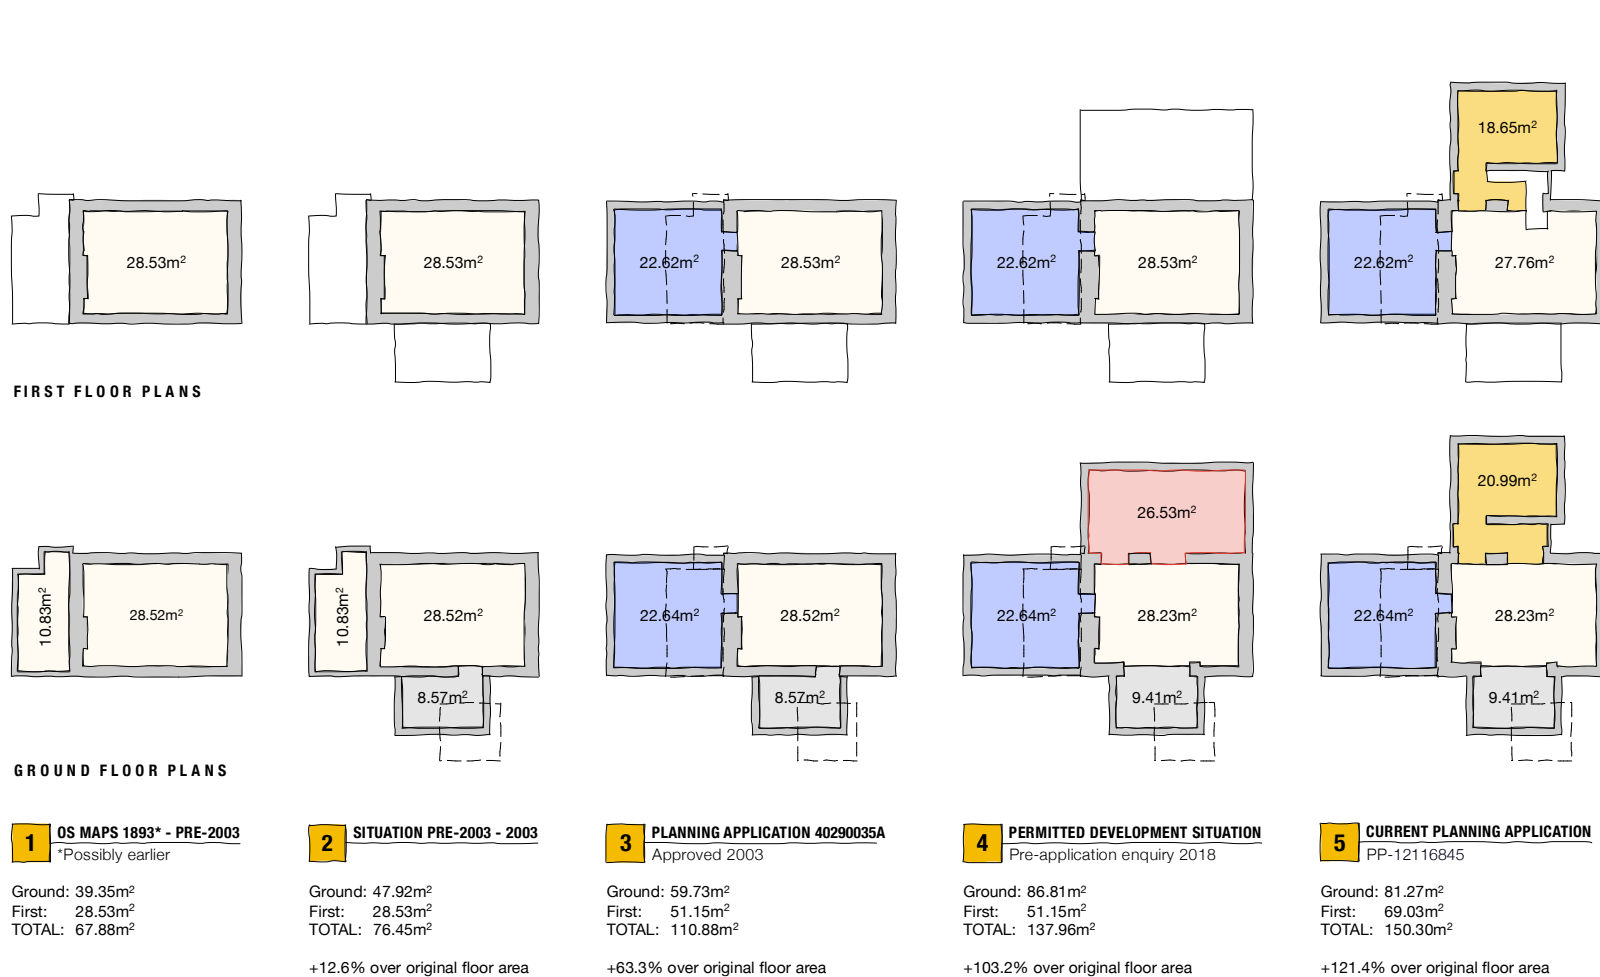 18.65m²
28.53m²
28.53m²
22.62m²
28.53m²
22.62m²
28.53m²
22.62m²
27.76m²
FIRST FLOOR PLANS
20.99m²
26.53m²
10.83m²
28.52m²
10.83m²
28.52m²
22.64m²
28.52m²
22.64m²
28.23m²
22.64m²
28.23m²
8.57m²
8.57m²
9.41m²
9.41m²
GROUND FLOOR PLANS
1
OS MAPS 1893* - PRE-2003
*Possibly earlier
Ground: 39.35m²
First: 28.53m²
TOTAL: 67.88m²
2
SITUATION PRE-2003 - 2003
Ground: 47.92m²
First: 28.53m²
TOTAL: 76.45m²
+12.6% over original floor area
3
PLANNING APPLICATION 40290035A
Approved 2003
Ground: 59.73m²
First: 51.15m²
TOTAL: 110.88m²
+63.3% over original floor area
4
PERMITTED DEVELOPMENT SITUATION
Pre-application enquiry 2018
Ground: 86.81m²
First: 51.15m²
TOTAL: 137.96m²
+103.2% over original floor area
5
CURRENT PLANNING APPLICATION
PP-12116845
Ground: 81.27m²
First: 69.03m²
TOTAL: 150.30m²
+121.4% over original floor area